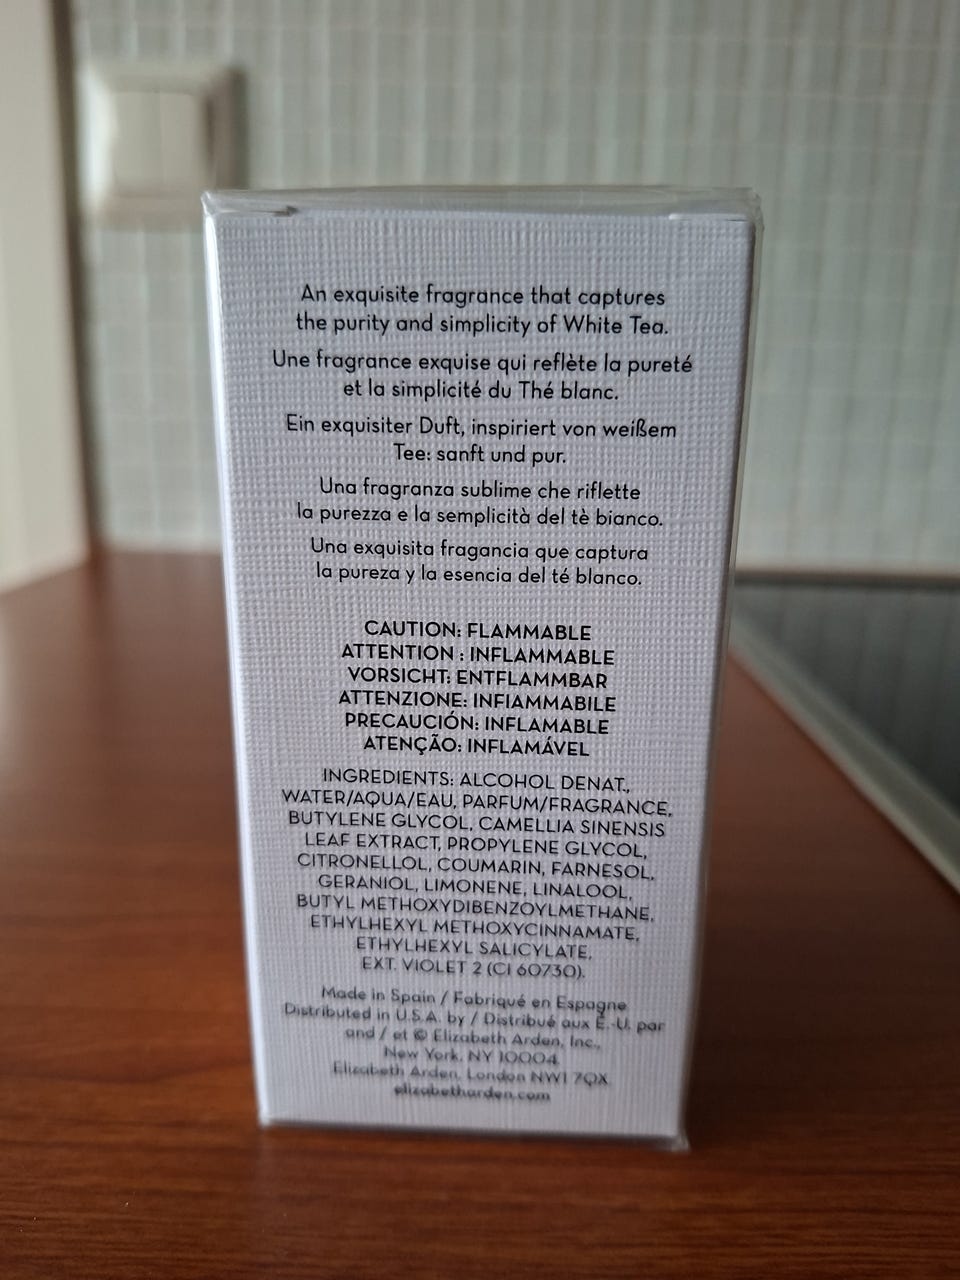 An exquisite fragrance that captures
the purity and simplicity of White Tea.
Une fragrance exquise qui reflète la pureté
et la simplicité du Thé blanc.
Ein exquisiter Duft, inspiriert von weißem
Tee: sanft und pur.
Una fragranza sublime che riflette
la purezza e la semplicità del tè bianco.
Una exquisita fragancia que captura
la pureza y la esencia del té blanco.
CAUTION: FLAMMABLE
ATTENTION : INFLAMMABLE
VORSICHT: ENTFLAMMBAR
ATTENZIONE: INFIAMMABILE
PRECAUCIÓN: INFLAMABLE
ATENÇÃO: INFLAMÁVEL
INGREDIENTS: ALCOHOL DENAT.,
WATER/AQUA/EAU, PARFUM/FRAGRANCE,
BUTYLENE GLYCOL, CAMELLIA SINENSIS
LEAF EXTRACT, PROPYLENE GLYCOL,
CITRONELLOL, COUMARIN, FARNESOL,
GERANIOL, LIMONENE, LINALOOL,
BUTYL METHOXYDIBENZOYLMETHANE,
ETHYLHEXYL METHOXYCINNAMATE,
ETHYLHEXYL SALICYLATE,
EXT. VIOLET 2 (CI 60730).
Made in Spain / Fabriqué en Espagne
Distributed in U.S.A. by / Distribué aux É.-U. par
and / et © Elizabeth Arden, Inc.,
New York, NY 10004
Elizabeth Arden, London NW1 7QX
elizabetharden.com